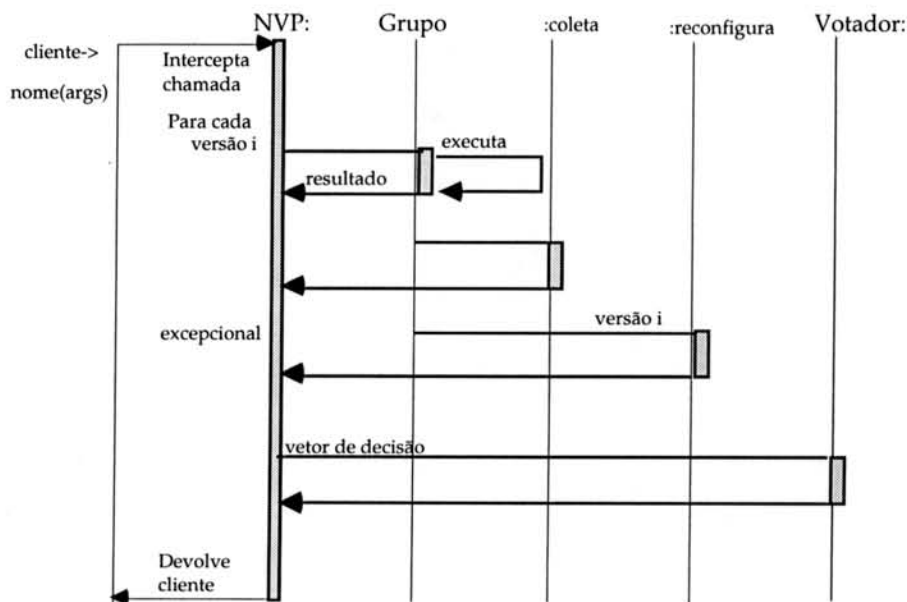 NVP:
Grupo
:coleta
:reconfigura
Votador:
cliente->
nome(args)
Intercepta
chamada
Para cada
versão i
executa
resultado
versão i
excepcional
vetor de decisão
Devolve
cliente